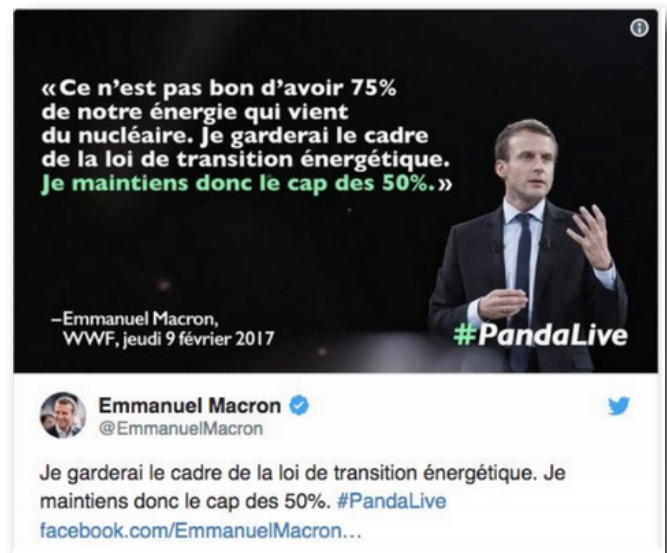 «Ce n’est pas bon d’avoir 75%
de notre énergie qui vient
du nucléaire. Je garderai le cadre
de la loi de transition énergétique.
Je maintiens donc le cap des 50%.»
–Emmanuel Macron,
WWF, jeudi 9 février 2017
#PandaLive
Emmanuel Macron
@EmmanuelMacron
Je garderai le cadre de la loi de transition énergétique. Je
maintiens donc le cap des 50%. #PandaLive
facebook.com/EmmanuelMacron…